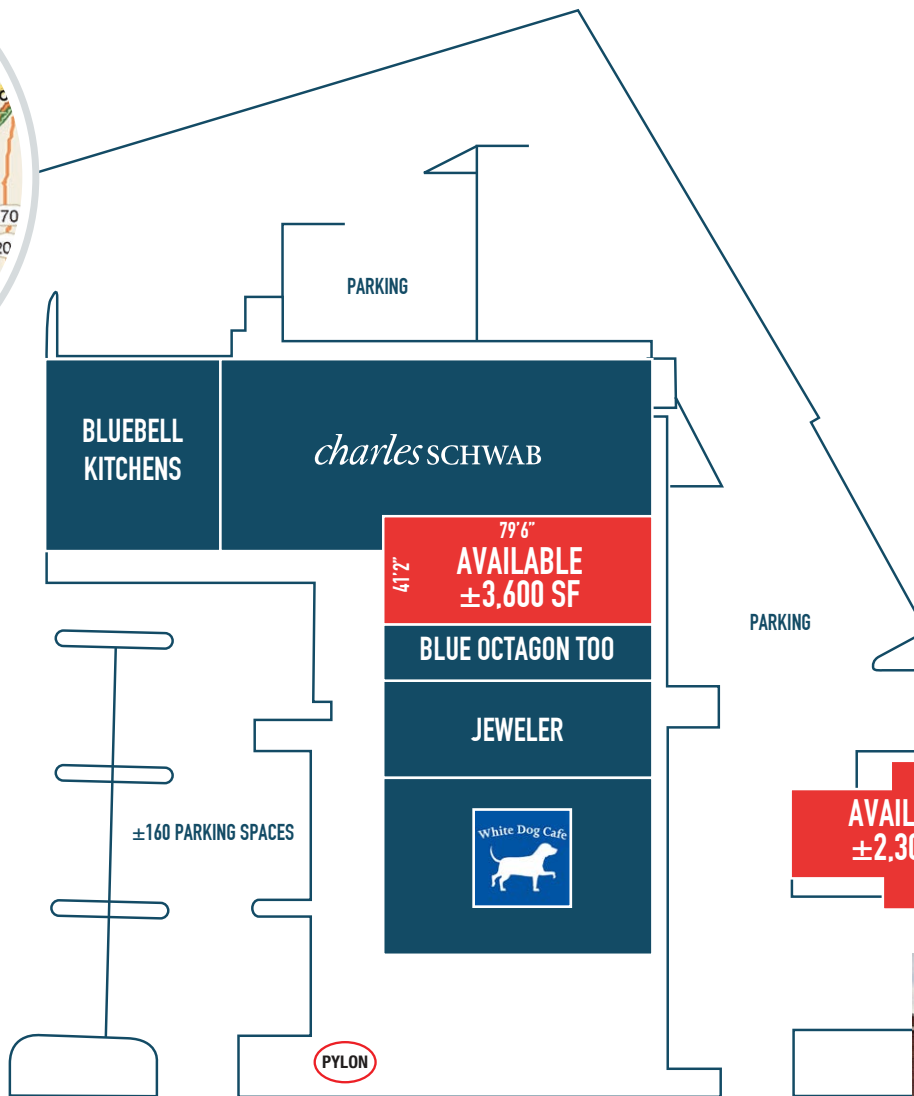 70
PARKING
BLUEBELL
KITCHENS
charles SCHWAB
79'6"
41'2"
AVAILABLE
±3,600 SF
BLUE OCTAGON TOO
PARKING
JEWELER
±160 PARKING SPACES
White Dog Cafe
AVAIL
±2,30
PYLON